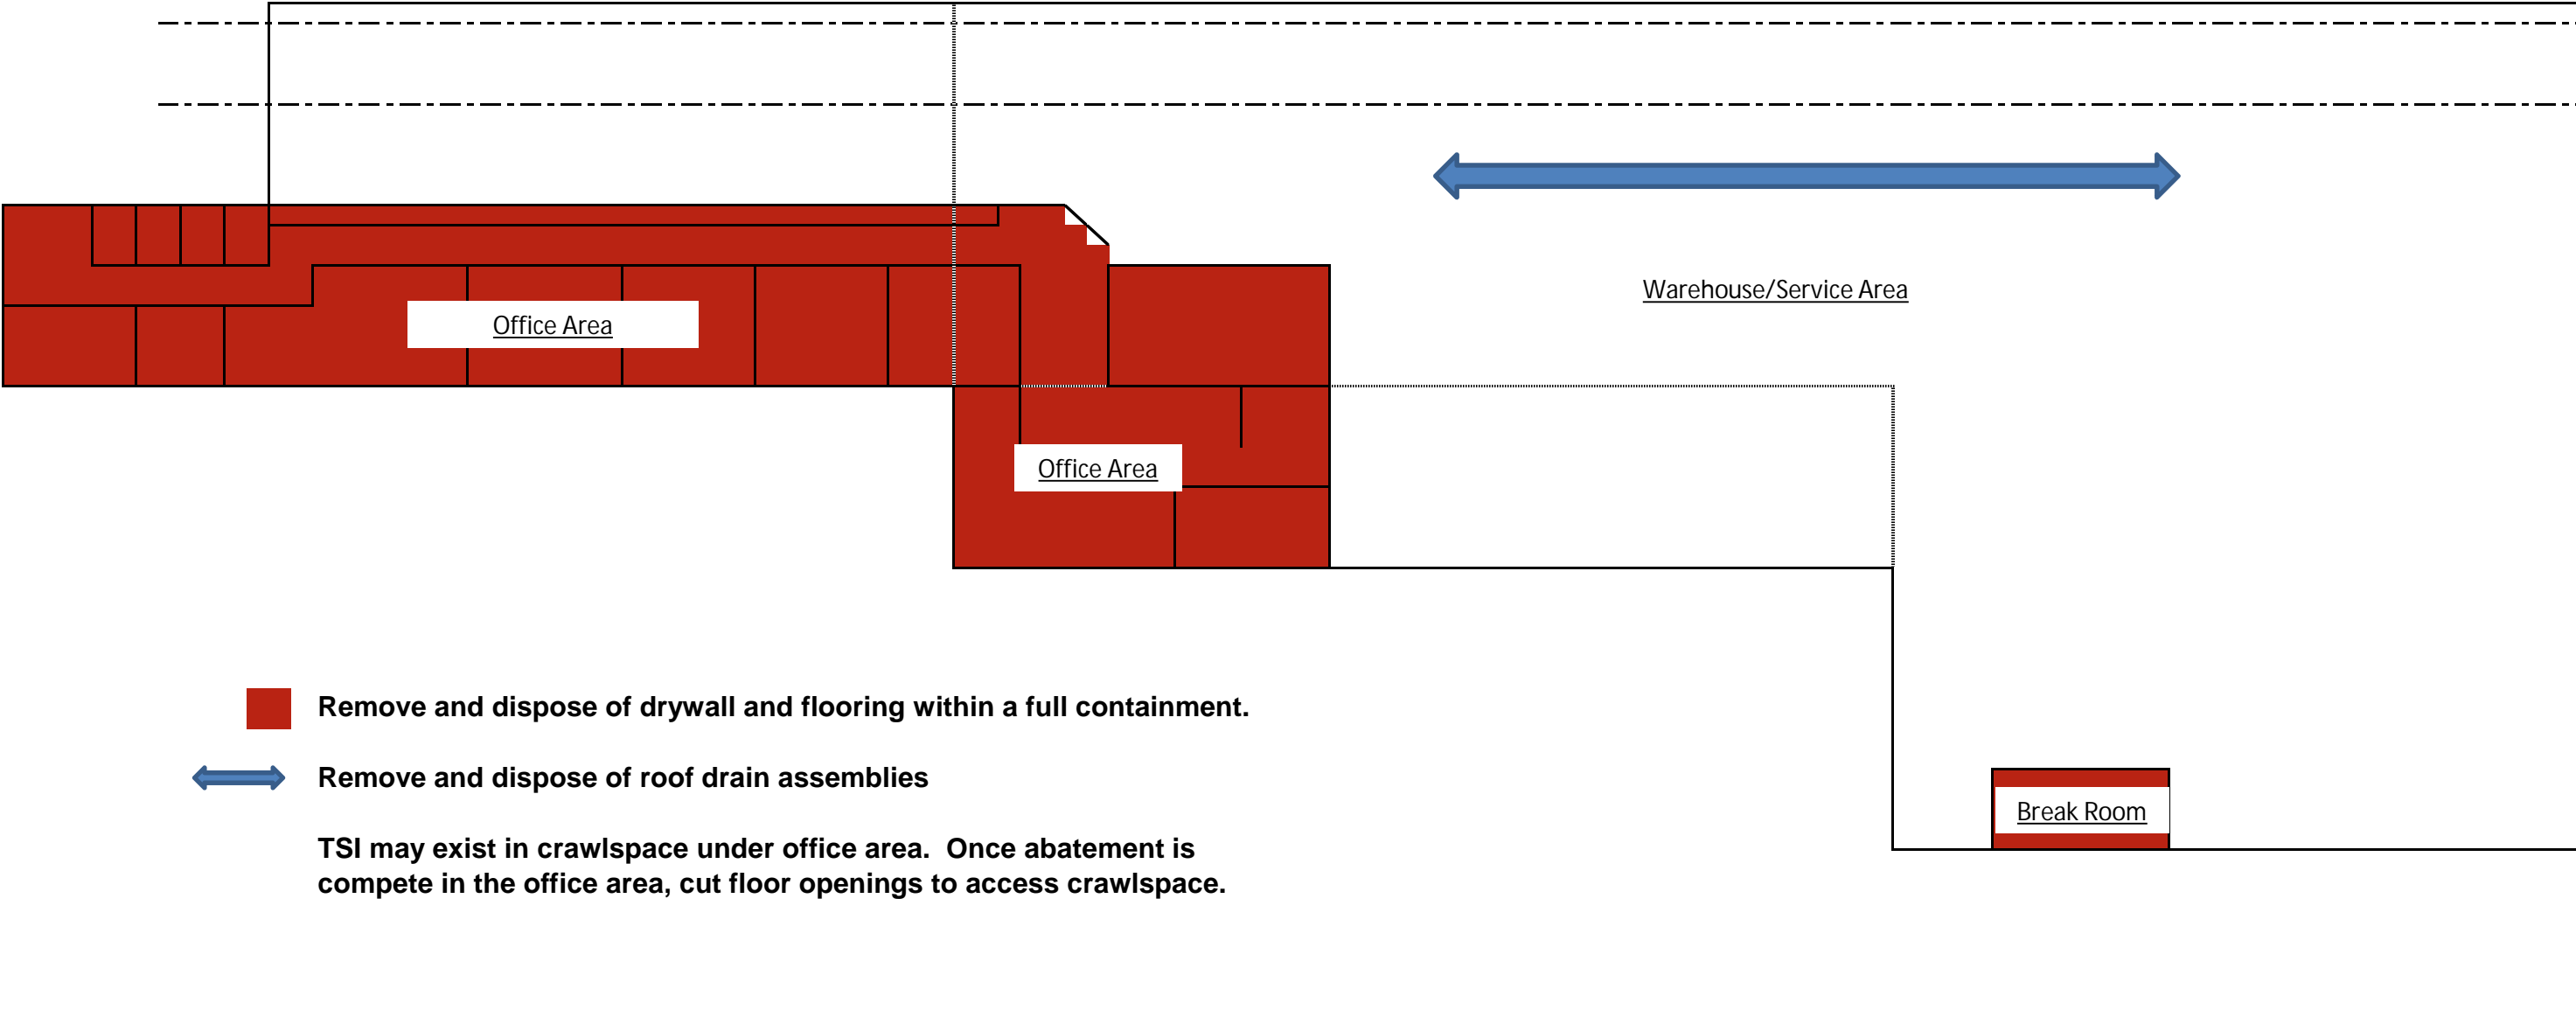 Warehouse/Service Area
Office Area
Office Area
Remove and dispose of drywall and flooring within a full containment.
Remove and dispose of roof drain assemblies
Break Room
TSI may exist in crawlspace under office area.  Once abatement is
compete in the office area, cut floor openings to access crawlspace.